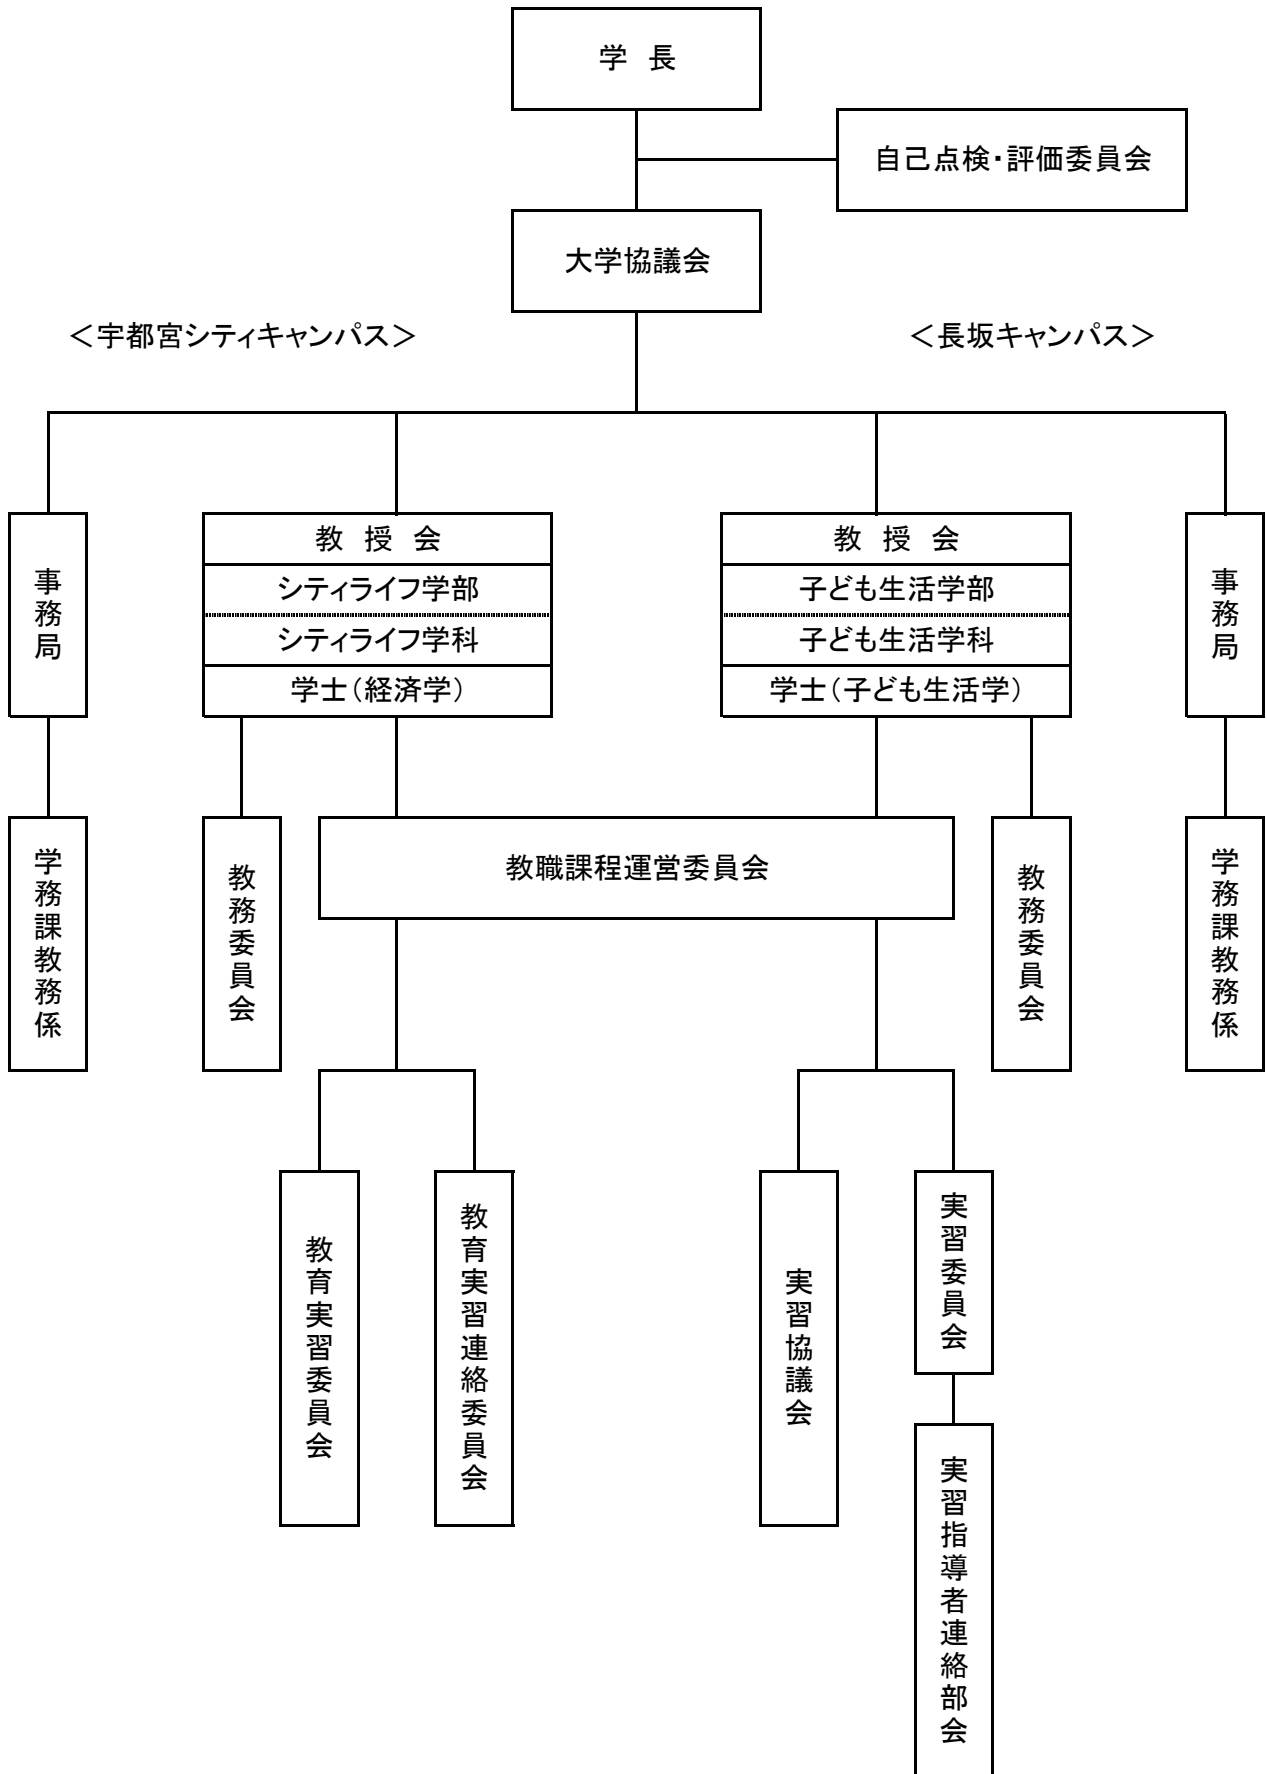 学 長
自己点検・評価委員会
大学協議会
＜宇都宮シティキャンパス＞
＜長坂キャンパス＞
事務局
教 授 会
シティライフ学部
シティライフ学科
学士（経済学）
教 授 会
子ども生活学部
子ども生活学科
学士（子ども生活学）
事務局
学務課教務係
教務委員会
教職課程運営委員会
教務委員会
学務課教務係
教育実習委員会
教育実習連絡委員会
実習協議会
実習委員会
実習指導者連絡部会